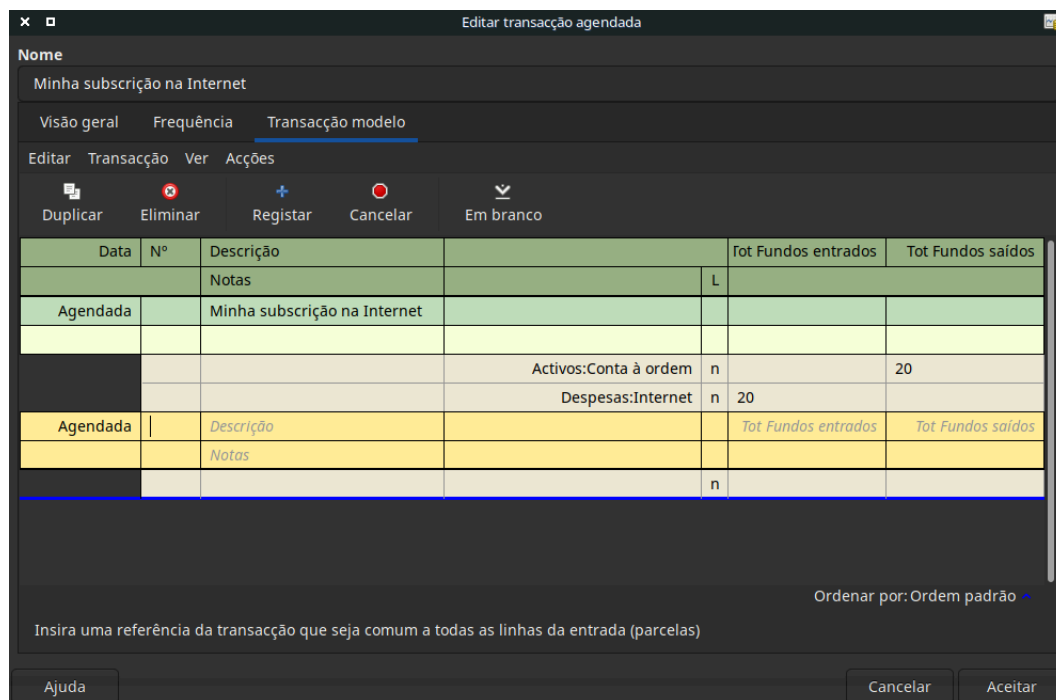 Editar transacção agendada
Nome
Minha subscrição na Internet
Visão geral Frequência Transacção modelo
Editar Transacção Ver Acções
Duplicar Eliminar Registar Cancelar Em branco
Data Nº Descrição Tot Fundos entrados Tot Fundos saídos
Notas L
Agendada Minha subscrição na Internet
Activos:Conta à ordem n 20
Despesas:Internet n 20
Agendada Descrição Tot Fundos entrados Tot Fundos saídos
Notas
n
Ordenar por: Ordem padrão
Insira uma referência da transacção que seja comum a todas as linhas da entrada (parcelas)
Ajuda Cancelar Aceitar